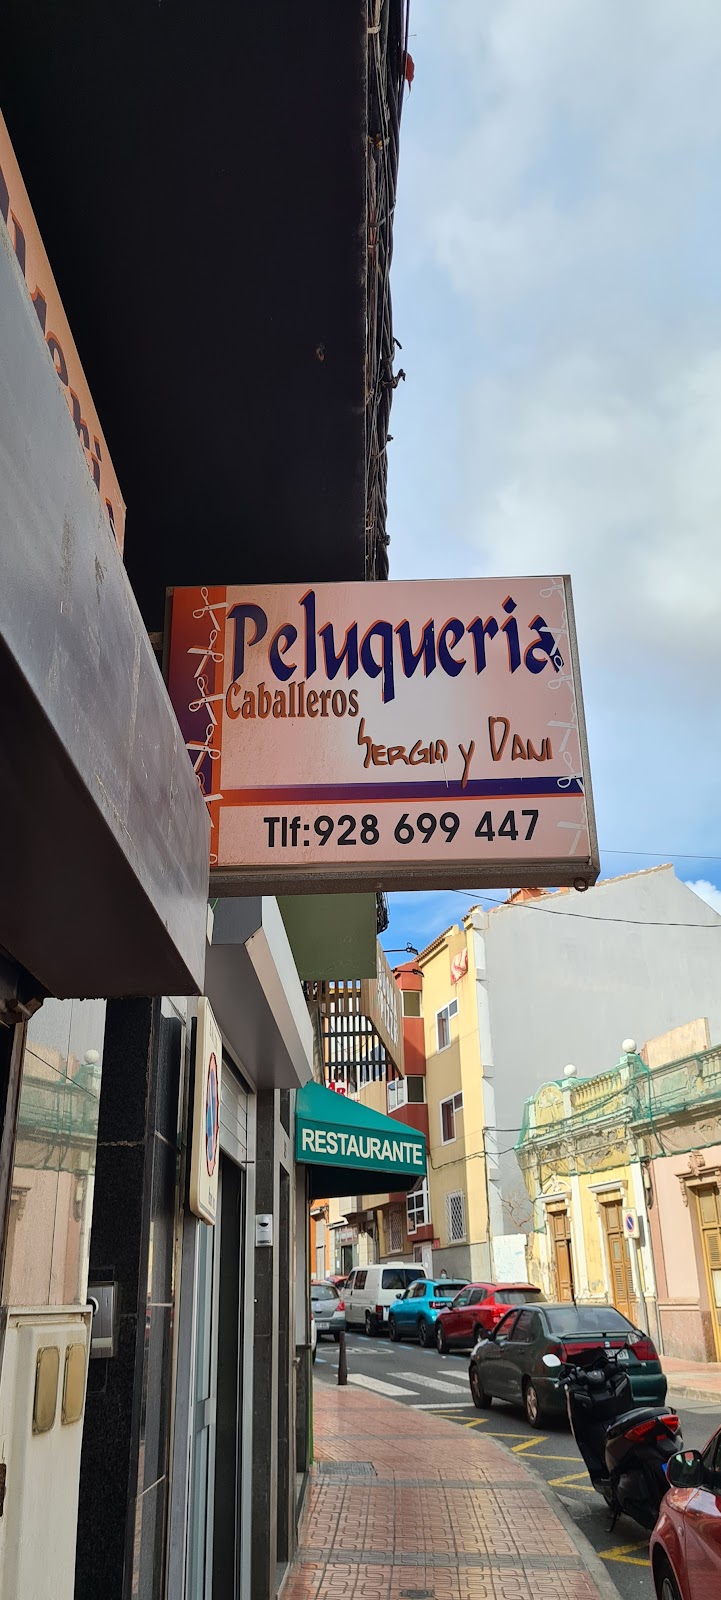 Peluqueria
Caballeros
Sergio y Dani
Tlf:928 699 447
RESTAURANTE